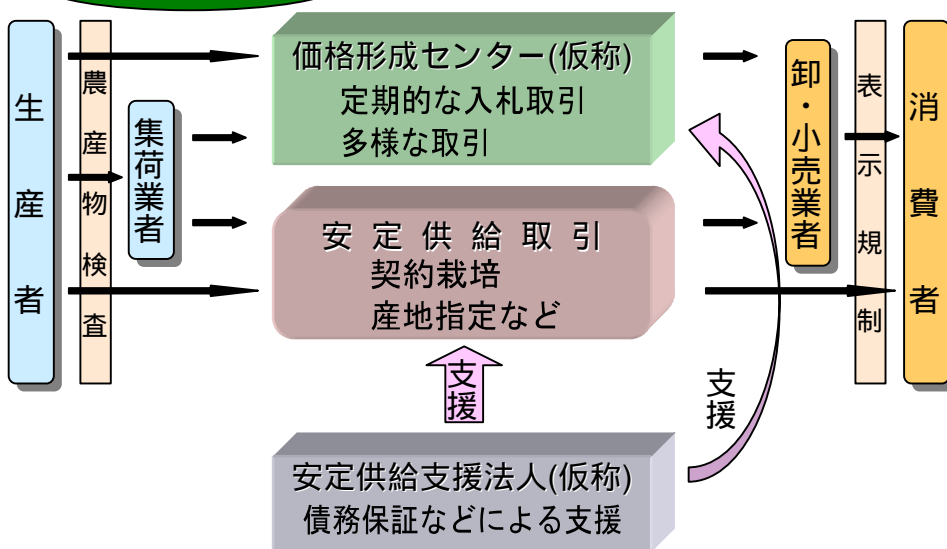 生産者
農産物検査
集荷業者
価格形成センター(仮称)
定期的な入札取引
多様な取引
安定供給取引
契約栽培
産地指定など
支援
支援
安定供給支援法人(仮称)
債務保証などによる支援
卸・小売業者
表示規制
消費者